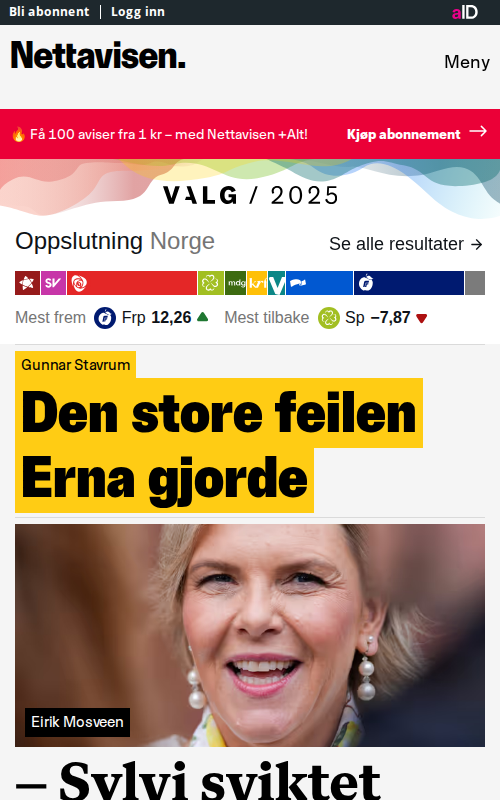 Bli abonnent | Logg inn
aID
Nettavisen.
Meny
🔥 Få 100 aviser fra 1 kr – med Nettavisen +Alt!
Kjøp abonnement →
VALG / 2025
Oppslutning Norge
Se alle resultater →
SV
mdg
krf
V
Mest frem Frp 12,26 ▲ Mest tilbake Sp −7,87 ▼
Gunnar Stavrum
Den store feilen
Erna gjorde
Eirik Mosveen
– Sylvi sviktet